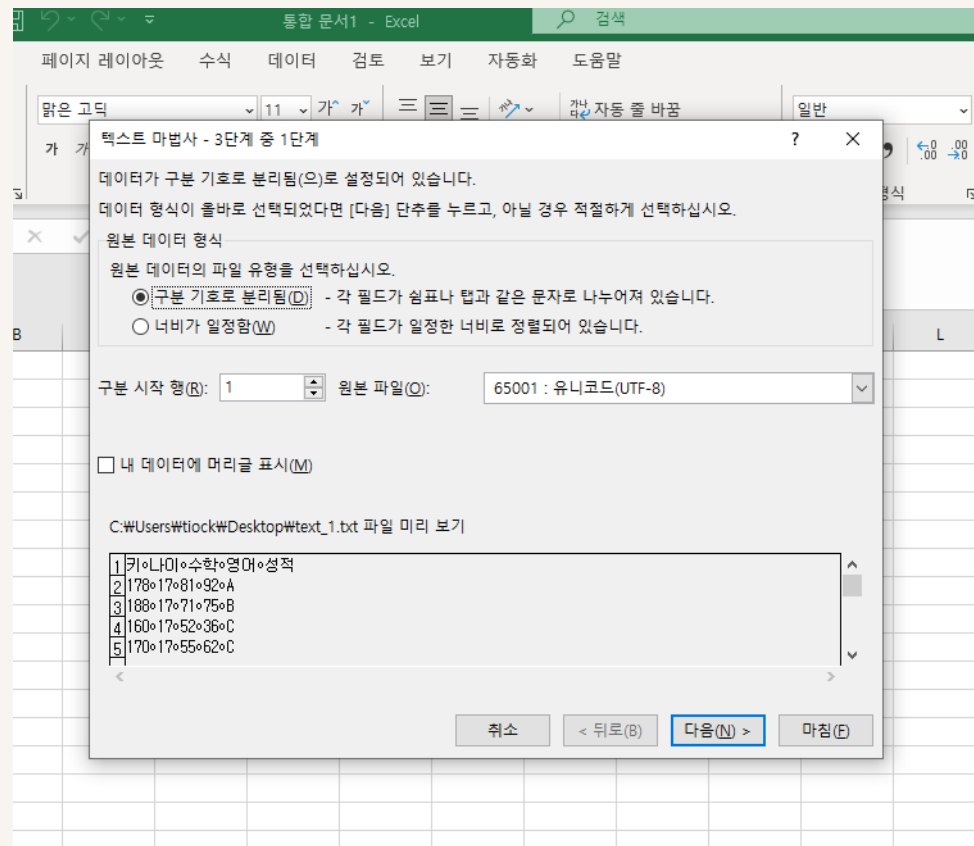 통합 문서1 - Excel
검색
페이지 레이아웃 수식 데이터 검토 보기 자동화 도움말
맑은 고딕 11 가 가 자동 줄 바꿈 일반
가 가
텍스트 마법사 - 3단계 중 1단계 ?
데이터가 구분 기호로 분리됨(으)로 설정되어 있습니다.
데이터 형식이 올바로 선택되었다면 [다음] 단추를 누르고, 아닐 경우 적절하게 선택하십시오.
원본 데이터 형식
원본 데이터의 파일 유형을 선택하십시오.
구분 기호로 분리됨(D) - 각 필드가 쉼표나 탭과 같은 문자로 나누어져 있습니다.
너비가 일정함(W) - 각 필드가 일정한 너비로 정렬되어 있습니다.
B L
구분 시작 행(R): 1 원본 파일(O): 65001 : 유니코드(UTF-8)
내 데이터에 머리글 표시(M)
C:₩Users₩tiock₩Desktop₩text_1.txt 파일 미리 보기
1 키∘나이∘수학∘영어∘성적
2 178∘17∘81∘92∘A
3 188∘17∘71∘75∘B
4 160∘17∘52∘36∘C
5 170∘17∘55∘62∘C
취소 < 뒤로(B) 다음(N) > 마침(F)